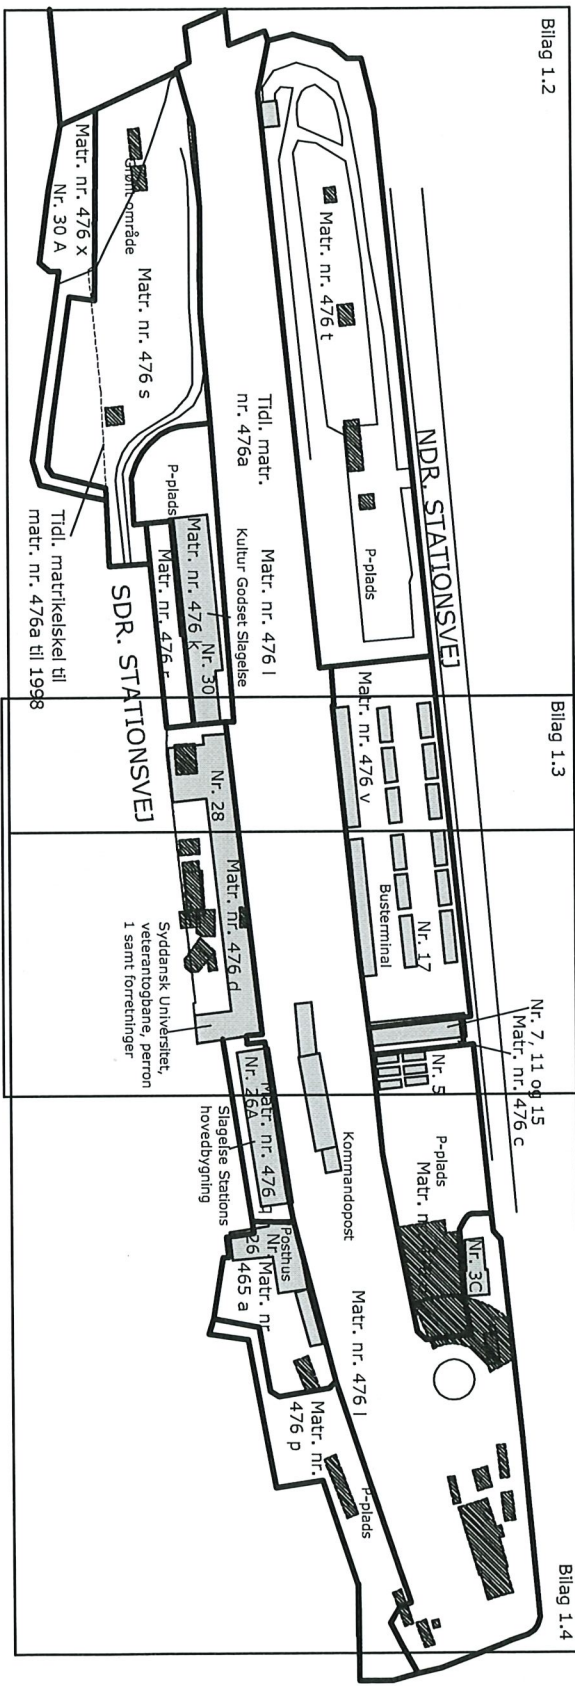 Bilag 1.2
Bilag 1.3
Bilag 1.4
NDR. STATIONSVEJ
Matr. nr. 476 t
P-plads
Matr. nr. 476 v
Nr. 17
Busterminal
Nr. 7, 11 og 15
Matr. nr. 476 c
Nr. 5
P-plads
Matr.
Nr. 3C
Tidl. matr.
nr. 476a
Matr. nr. 476 l
Kultur Godset Slagelse
Kommandopost
Matr. nr. 476 l
Grønt område
Matr. nr. 476 s
Matr. nr. 476 x
Nr. 30 A
P-plads
Nr. 30
Matr. nr. 476 k
Matr. nr. 476 r
Tidl. matrikelskel til
matr. nr. 476a til 1998
SDR. STATIONSVEJ
Nr. 28
Matr. nr. 476 d
Syddansk Universitet,
veterantogbane, perron
1 samt forretninger
Matr. nr. 476
Nr. 26A
Slagelse Stations
hovedbygning
Posthus
Nr.
26
Matr. nr
465 a
Matr. nr.
476 p
P-plads